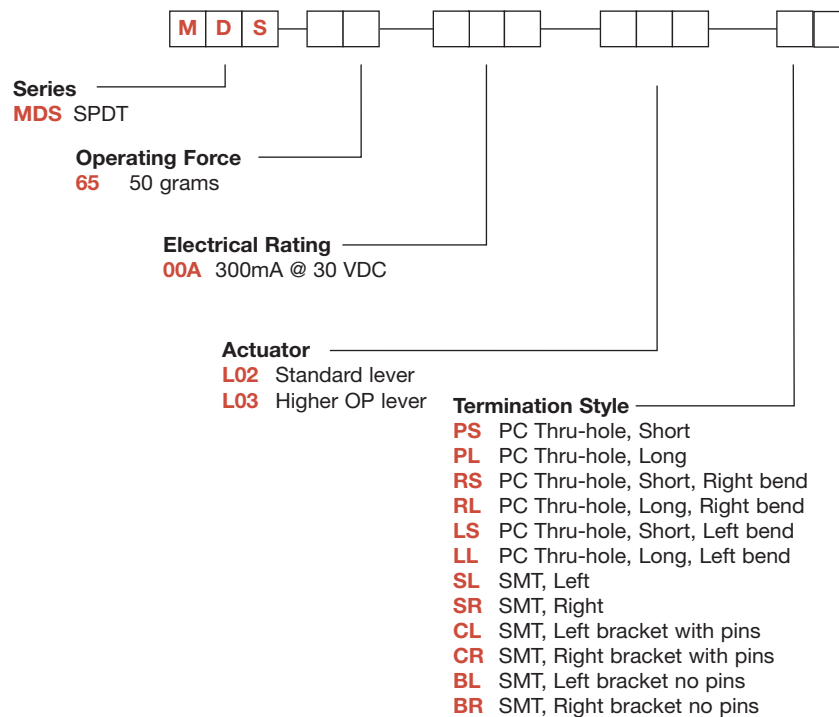 M D S
Series
MDS SPDT
Operating Force
65 50 grams
Electrical Rating
00A 300mA @ 30 VDC
Actuator
L02 Standard lever
L03 Higher OP lever
Termination Style
PS PC Thru-hole, Short
PL PC Thru-hole, Long
RS PC Thru-hole, Short, Right bend
RL PC Thru-hole, Long, Right bend
LS PC Thru-hole, Short, Left bend
LL PC Thru-hole, Long, Left bend
SL SMT, Left
SR SMT, Right
CL SMT, Left bracket with pins
CR SMT, Right bracket with pins
BL SMT, Left bracket no pins
BR SMT, Right bracket no pins